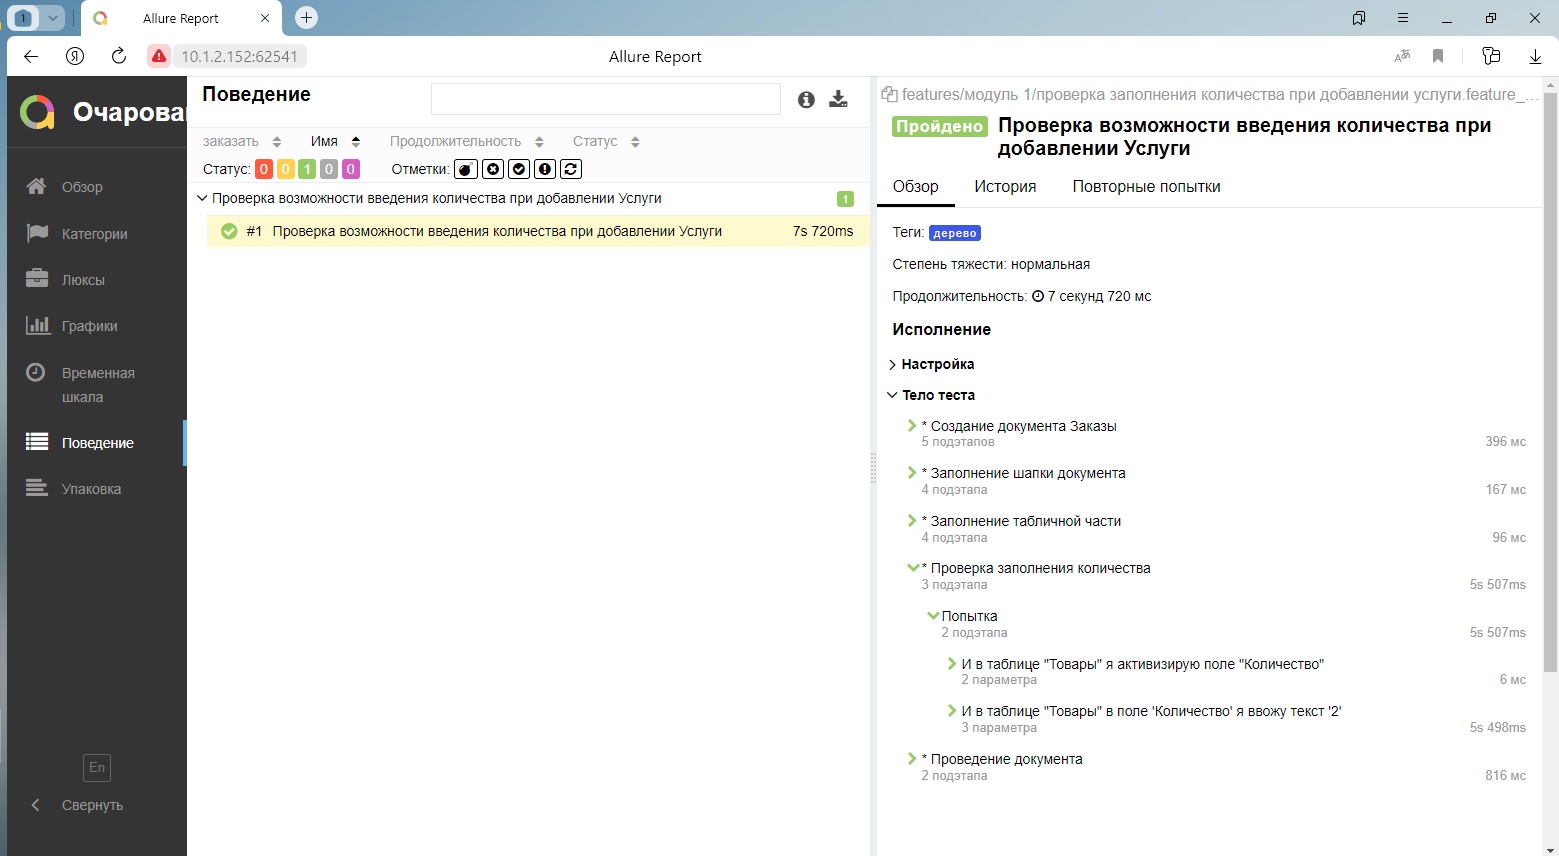 1
Allure Report
Я
10.1.2.152:62541
Allure Report
Очарован
Обзор
Категории
Люксы
Графики
Временная
шкала
Поведение
Упаковка
En
Свернуть
Поведение
заказать Имя Продолжительность Статус
Статус: 0 0 1 0 0 Отметки:
Проверка возможности введения количества при добавлении Услуги 1
#1 Проверка возможности введения количества при добавлении Услуги 7s 720ms
features/модуль 1/проверка заполнения количества при добавлении услуги.feature_...
Пройдено Проверка возможности введения количества при
добавлении Услуги
Обзор История Повторные попытки
Теги: дерево
Степень тяжести: нормальная
Продолжительность: 7 секунд 720 мс
Исполнение
Настройка
Тело теста
* Создание документа Заказы
5 подэтапов 396 мс
* Заполнение шапки документа
4 подэтапа 167 мс
* Заполнение табличной части
4 подэтапа 96 мс
* Проверка заполнения количества
3 подэтапа 5s 507ms
Попытка
2 подэтапа 5s 507ms
И в таблице "Товары" я активизирую поле "Количество"
2 параметра 6 мс
И в таблице "Товары" в поле 'Количество' я ввожу текст '2'
3 параметра 5s 498ms
* Проведение документа
2 подэтапа 816 мс